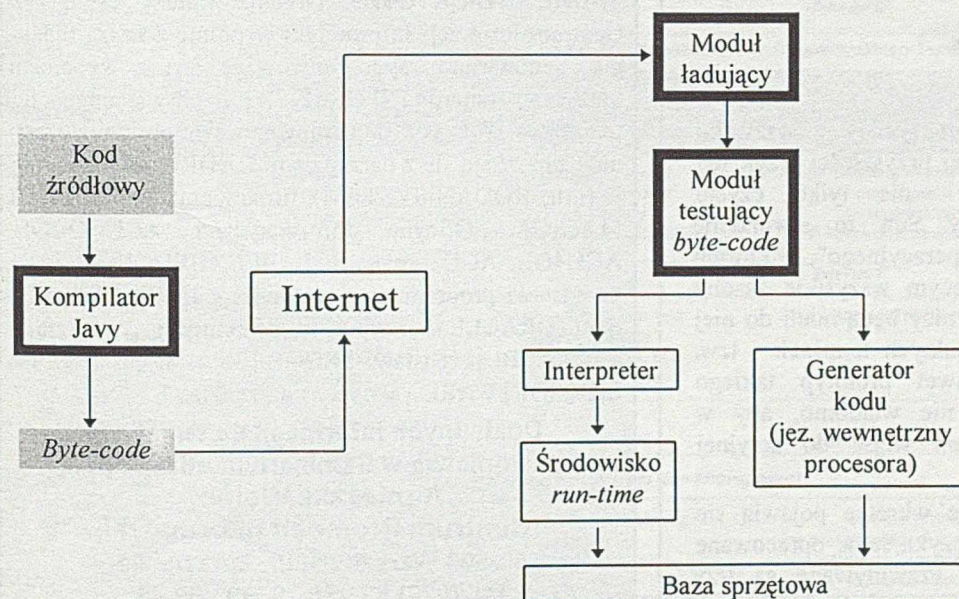 Kod
źródłowy
Kompilator
Javy
Byte-code
Internet
Moduł
ładujący
Moduł
testujący
byte-code
Interpreter
Środowisko
run-time
Generator
kodu
(jęz. wewnętrzny
procesora)
Baza sprzętowa